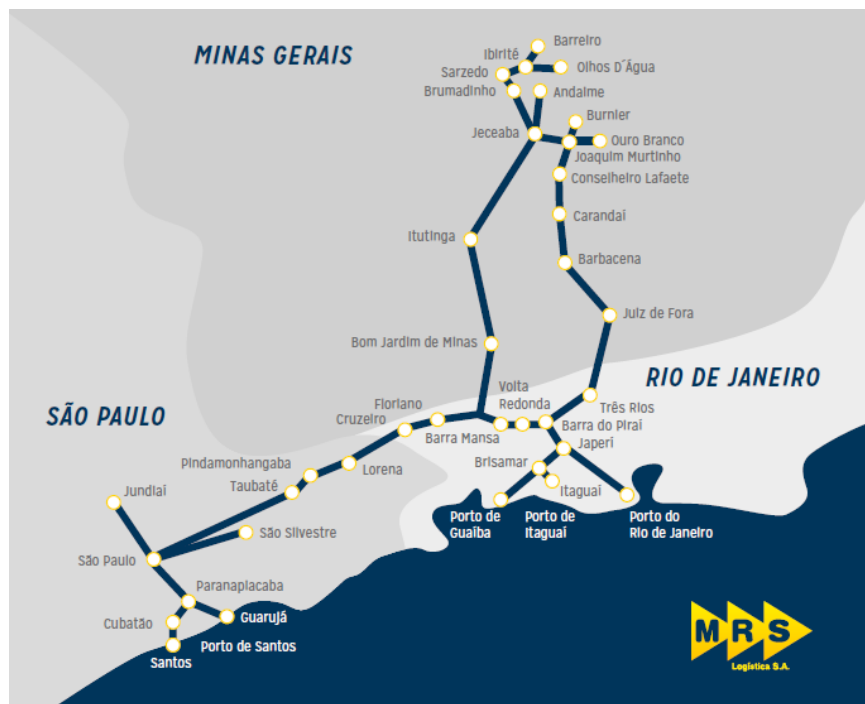 MINAS GERAIS
Barreiro
Ibirité
Olhos D´Água
Sarzedo
Brumadinho
Andaime
Burnier
Jeceaba
Ouro Branco
Joaquim Murtinho
Conselheiro Lafaete
Carandaí
Itutinga
Barbacena
Juiz de Fora
Bom Jardim de Minas
RIO DE JANEIRO
Volta
Redonda
SÃO PAULO
Floriano
Três Rios
Cruzeiro
Barra do Piraí
Barra Mansa
Japeri
Pindamonhangaba
Lorena
Brisamar
Taubaté
Jundiaí
Itaguaí
Porto de
Guaíba
Porto de
Itaguaí
Porto do
Rio de Janeiro
São Silvestre
São Paulo
Paranapiacaba
Guarujá
Cubatão
Porto de Santos
Santos
MRS
Logística S.A.